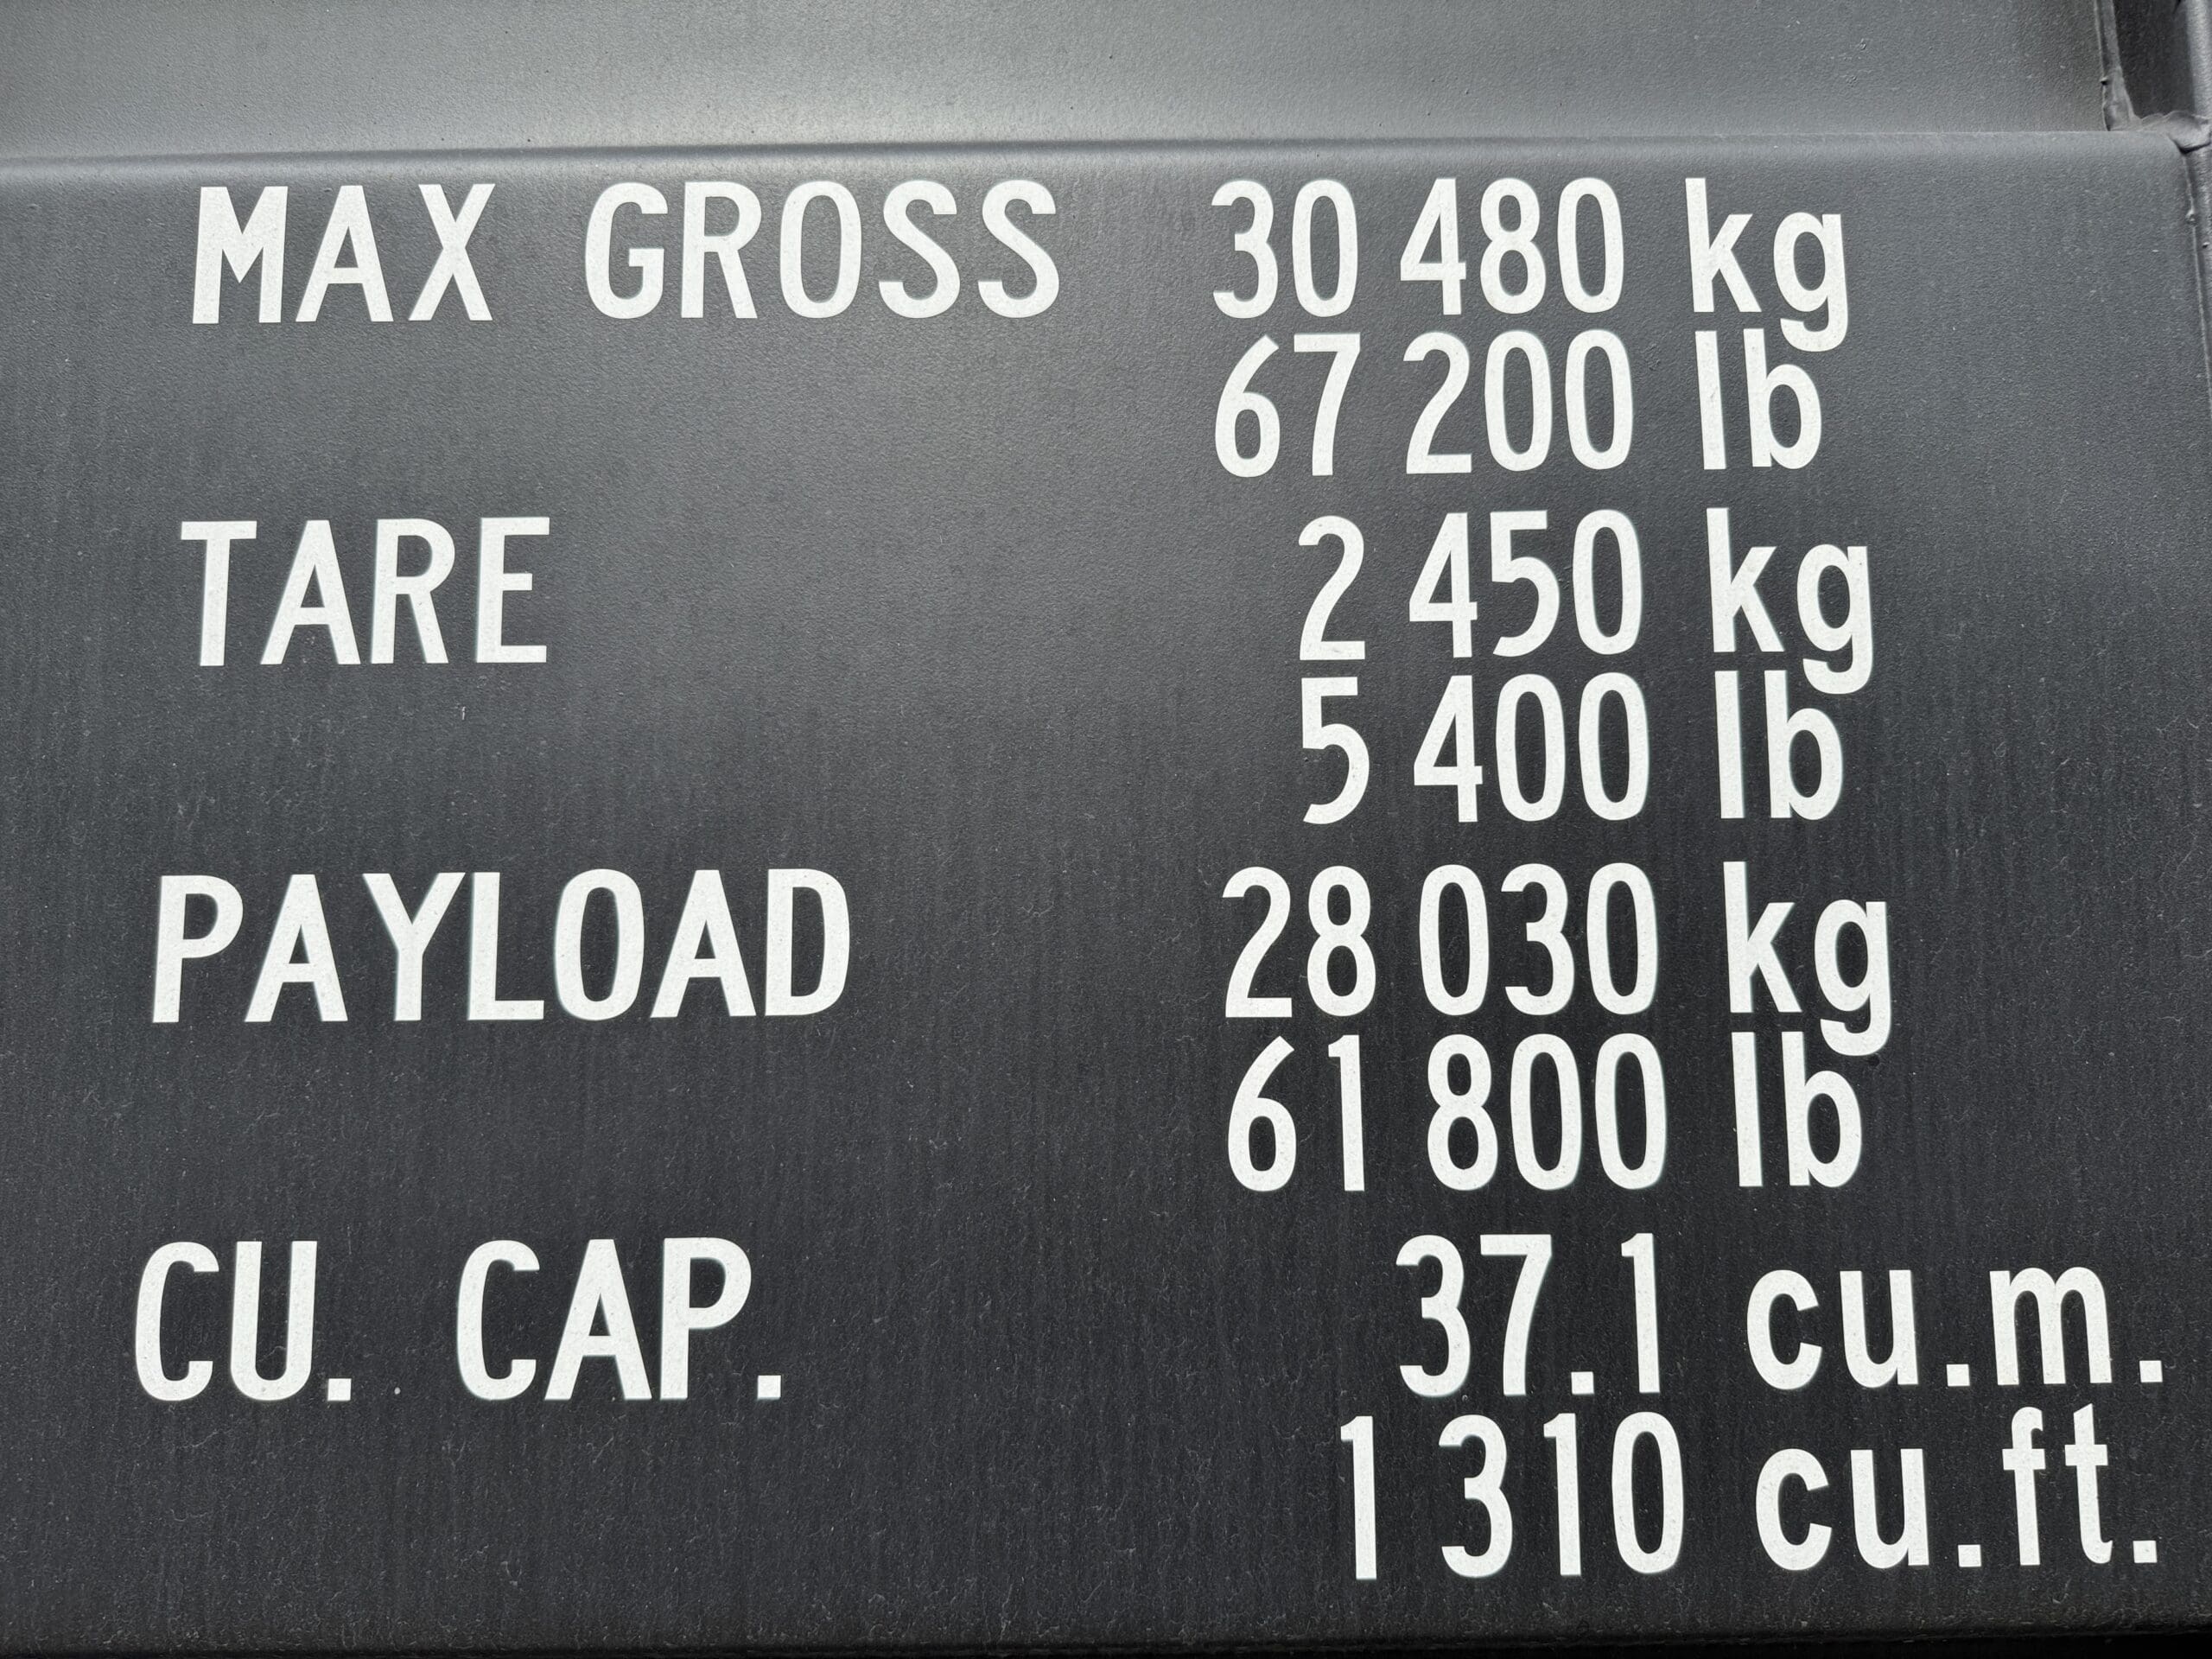 MAX GROSS 30 480 kg
67 200 lb
TARE 2 450 kg
5 400 lb
PAYLOAD 28 030 kg
61 800 lb
CU. CAP. 37.1 cu.m.
1 310 cu.ft.